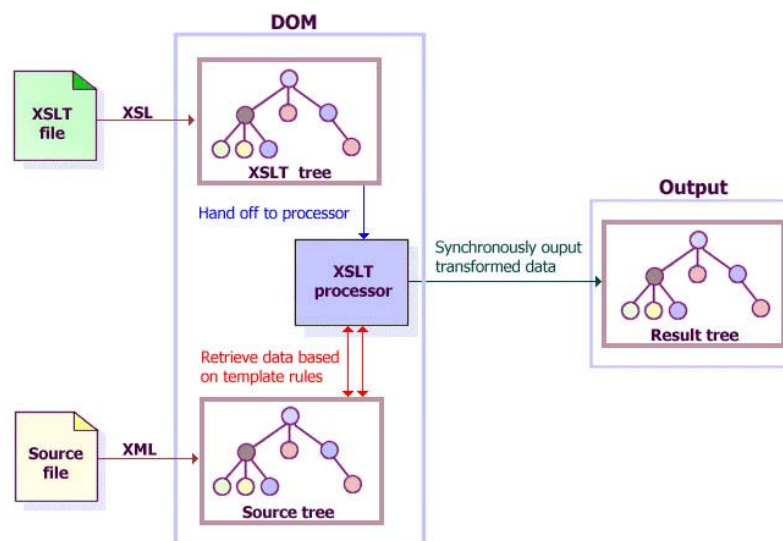 DOM
XSLT
file
XSL
XSLT tree
Hand off to processor
Output
XSLT
processor
Synchronously ouput
transformed data
Result tree
Retrieve data based
on template rules
Source
file
XML
Source tree